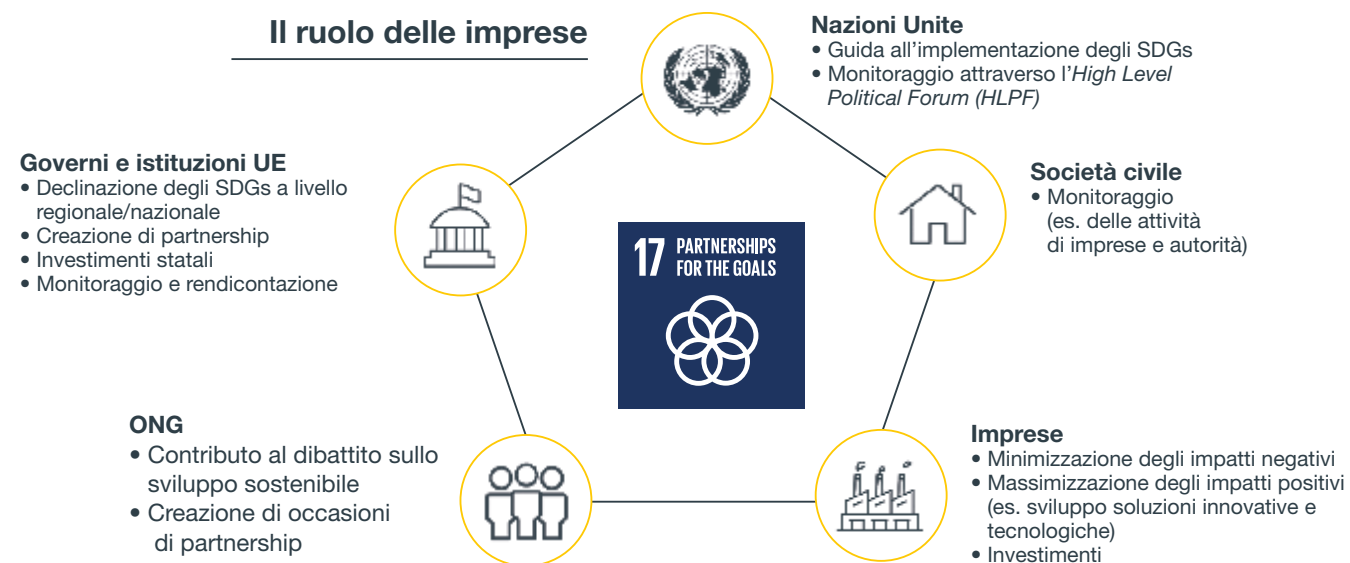 Il ruolo delle imprese
Nazioni Unite
• Guida all'implementazione degli SDGs
• Monitoraggio attraverso l'High Level
Political Forum (HLPF)
Governi e istituzioni UE
• Declinazione degli SDGs a livello
regionale/nazionale
• Creazione di partnership
• Investimenti statali
• Monitoraggio e rendicontazione
Società civile
• Monitoraggio
(es. delle attività
di imprese e autorità)
17 PARTNERSHIPS
FOR THE GOALS
ONG
• Contributo al dibattito sullo
sviluppo sostenibile
• Creazione di occasioni
di partnership
Imprese
• Minimizzazione degli impatti negativi
• Massimizzazione degli impatti positivi
(es. sviluppo soluzioni innovative e
tecnologiche)
• Investimenti